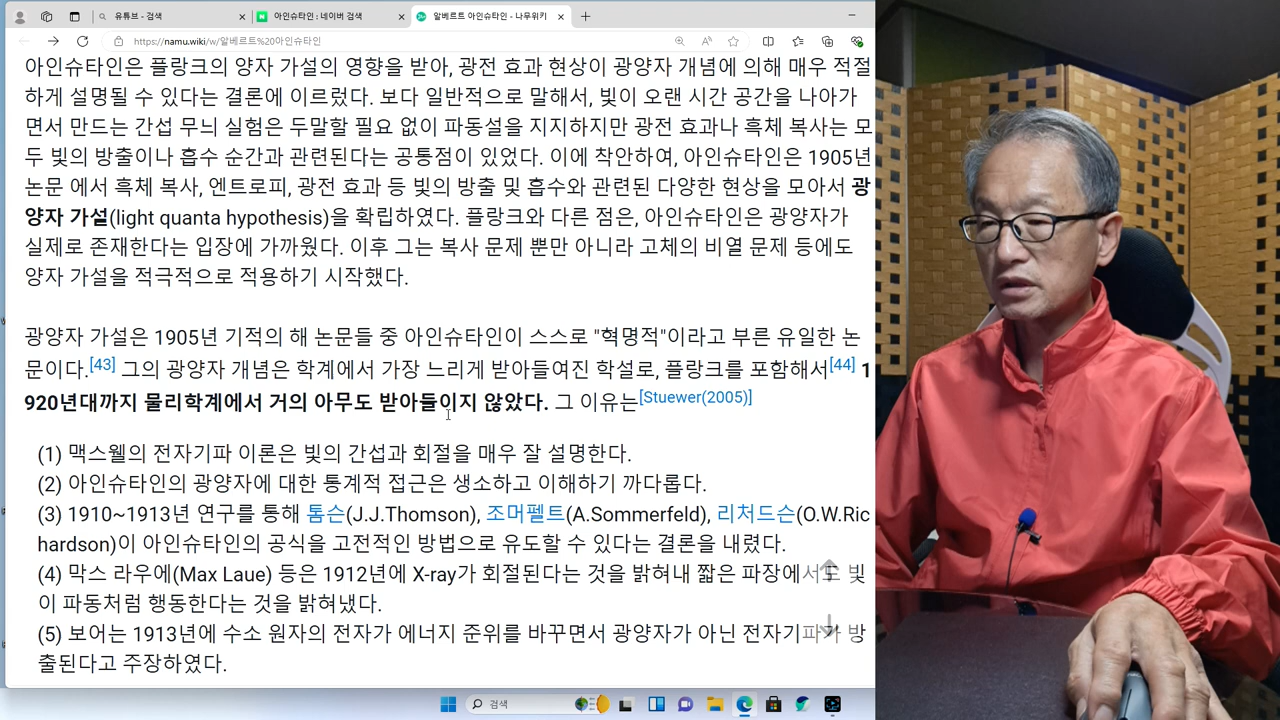 유튜브 - 검색
아인슈타인 : 네이버 검색
알베르트 아인슈타인 - 나무위키
https://namu.wiki/w/알베르트%20아인슈타인
아인슈타인은 플랑크의 양자 가설의 영향을 받아, 광전 효과 현상이 광양자 개념에 의해 매우 적절
하게 설명될 수 있다는 결론에 이르렀다. 보다 일반적으로 말해서, 빛이 오랜 시간 공간을 나아가
면서 만드는 간섭 무늬 실험은 두말할 필요 없이 파동설을 지지하지만 광전 효과나 흑체 복사는 모
두 빛의 방출이나 흡수 순간과 관련된다는 공통점이 있었다. 이에 착안하여, 아인슈타인은 1905년
논문 에서 흑체 복사, 엔트로피, 광전 효과 등 빛의 방출 및 흡수와 관련된 다양한 현상을 모아서 광
양자 가설(light quanta hypothesis)을 확립하였다. 플랑크와 다른 점은, 아인슈타인은 광양자가
실제로 존재한다는 입장에 가까웠다. 이후 그는 복사 문제 뿐만 아니라 고체의 비열 문제 등에도
양자 가설을 적극적으로 적용하기 시작했다.
광양자 가설은 1905년 기적의 해 논문들 중 아인슈타인이 스스로 "혁명적"이라고 부른 유일한 논
문이다.[43] 그의 광양자 개념은 학계에서 가장 느리게 받아들여진 학설로, 플랑크를 포함해서[44] 1
920년대까지 물리학계에서 거의 아무도 받아들이지 않았다. 그 이유는[Stuewer(2005)]
(1) 맥스웰의 전자기파 이론은 빛의 간섭과 회절을 매우 잘 설명한다.
(2) 아인슈타인의 광양자에 대한 통계적 접근은 생소하고 이해하기 까다롭다.
(3) 1910~1913년 연구를 통해 톰슨(J.J.Thomson), 조머펠트(A.Sommerfeld), 리처드슨(O.W.Ric
hardson)이 아인슈타인의 공식을 고전적인 방법으로 유도할 수 있다는 결론을 내렸다.
(4) 막스 라우에(Max Laue) 등은 1912년에 X-ray가 회절된다는 것을 밝혀내 짧은 파장에서도 빛
이 파동처럼 행동한다는 것을 밝혀냈다.
(5) 보어는 1913년에 수소 원자의 전자가 에너지 준위를 바꾸면서 광양자가 아닌 전자기파가 방
출된다고 주장하였다.
검색